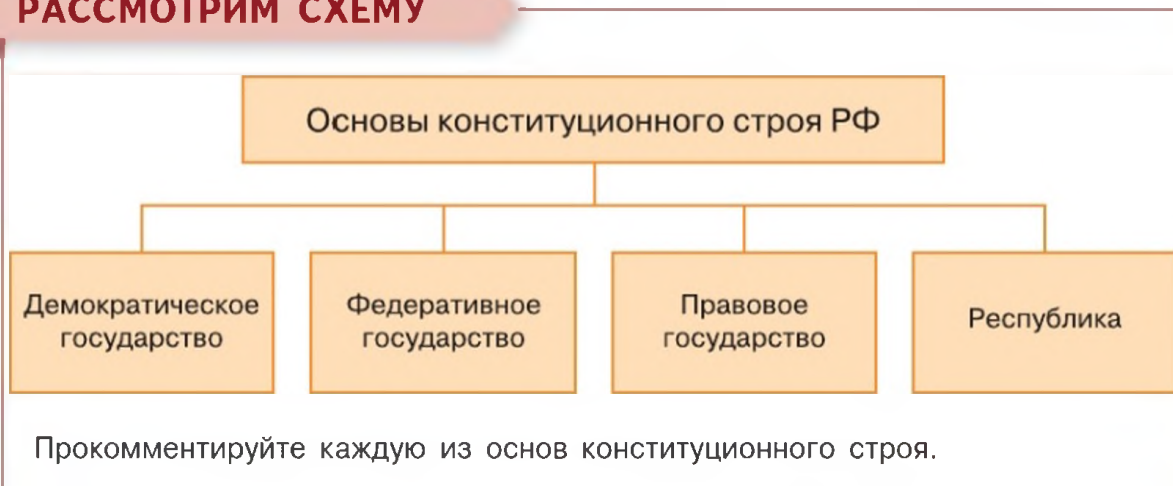 РАССМОТРИМ СХЕМУ
Основы конституционного строя РФ
Демократическое
государство
Федеративное
государство
Правовое
государство
Республика
Прокомментируйте каждую из основ конституционного строя.